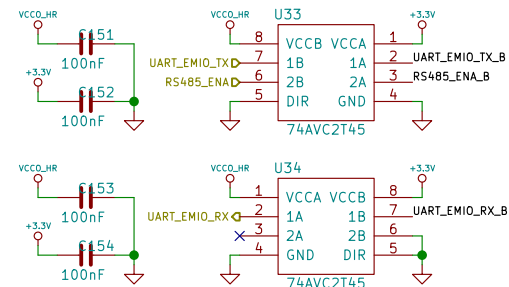 VCCO_HR
C151
100nF
+3.3V
C152
100nF
VCCO_HR
U33
+3.3V
8 VCCB VCCA 1
UART_EMIO_TX 7 1B 1A 2 UART_EMIO_TX_B
RS485_ENA 6 2B 2A 3 RS485_ENA_B
5 DIR GND 4
74AVC2T45
VCCO_HR
C153
100nF
+3.3V
C154
100nF
VCCO_HR
U34
+3.3V
1 VCCA VCCB 8
UART_EMIO_RX 2 1A 1B 7 UART_EMIO_RX_B
3 2A 2B 6
4 GND DIR 5
74AVC2T45